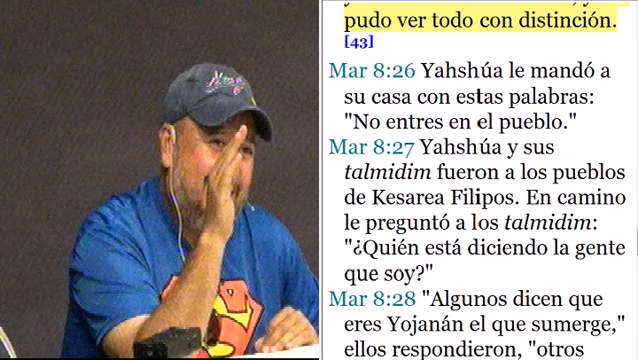 pudo ver todo con distinción.
[43]
Mar 8:26 Yahshúa le mandó a
su casa con estas palabras:
"No entres en el pueblo."
Mar 8:27 Yahshúa y sus
talmidim fueron a los pueblos
de Kesarea Filipos. En camino
le preguntó a los talmidim:
"¿Quién está diciendo la gente
que soy?"
Mar 8:28 "Algunos dicen que
eres Yojanán el que sumerge,"
ellos respondieron, "otros